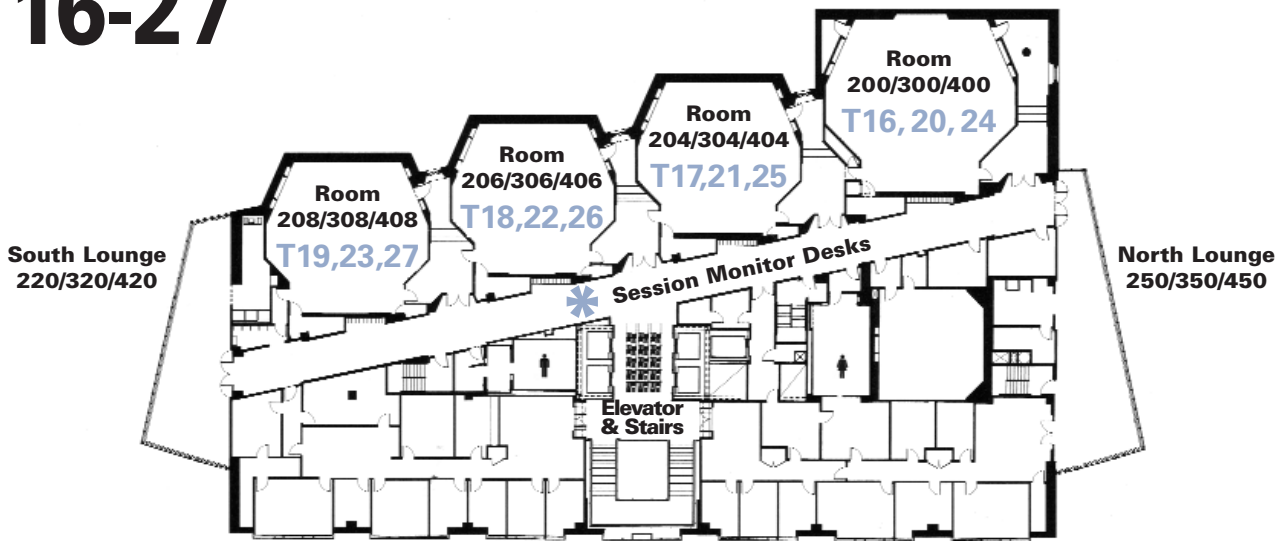 16-27
Room
200/300/400
T16, 20, 24
Room
204/304/404
T17,21,25
Room
206/306/406
T18,22,26
Room
208/308/408
T19,23,27
South Lounge
220/320/420
Session Monitor Desks
*
North Lounge
250/350/450
Elevator
& Stairs